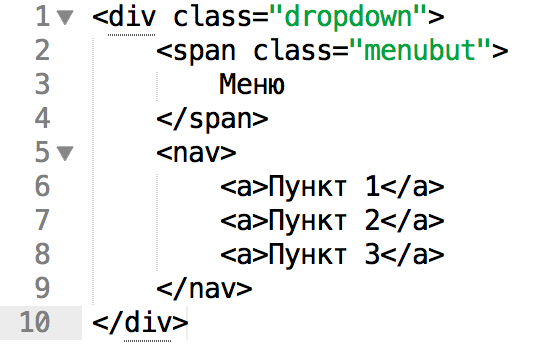 1 <div class="dropdown">
2     <span class="menubut">
3         Меню
4     </span>
5     <nav>
6         <a>Пункт 1</a>
7         <a>Пункт 2</a>
8         <a>Пункт 3</a>
9     </nav>
10 </div>